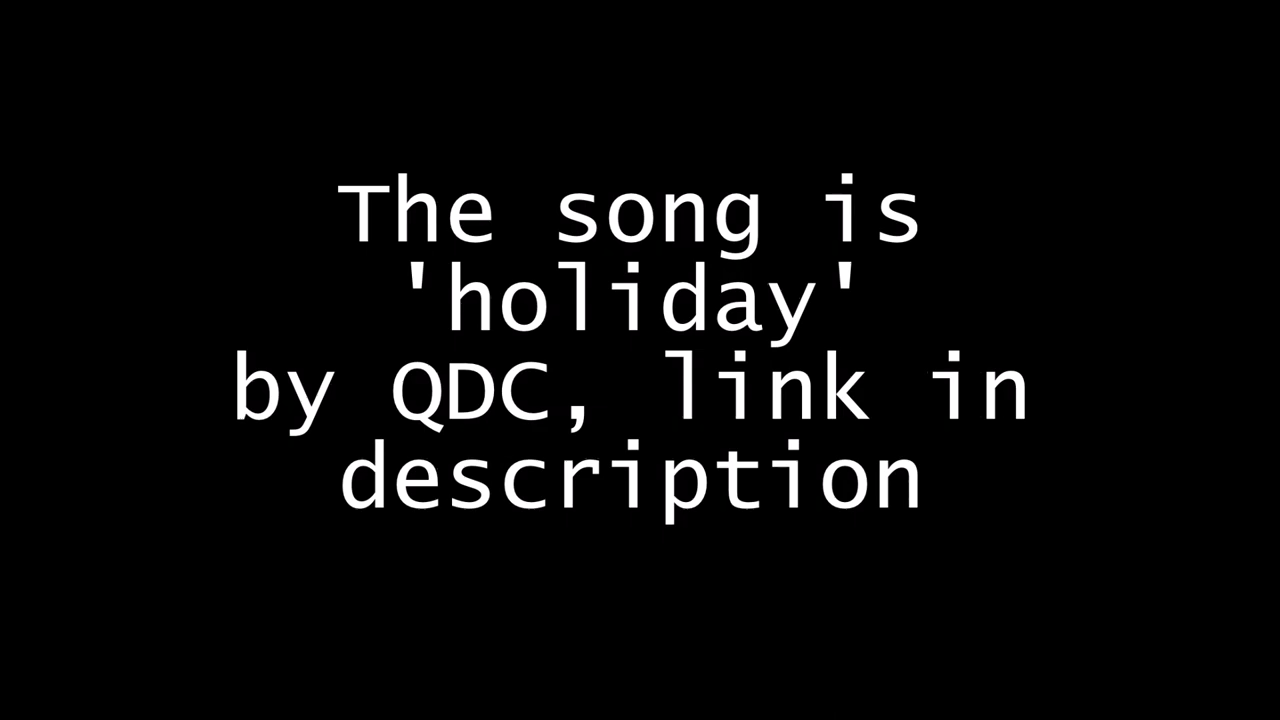 The song is
'holiday'
by QDC, link in
description